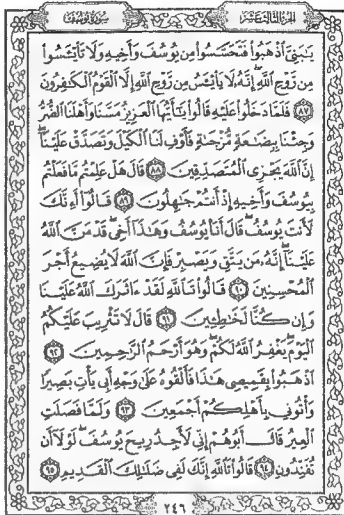 سورة يوسف
الجزء الثالث عشر
يَٰبَنِىَّ ٱذْهَبُوا۟ فَتَحَسَّسُوا۟ مِن يُوسُفَ وَأَخِيهِ وَلَا تَا۟يْـَٔسُوا۟
مِن رَّوْحِ ٱللَّهِ إِنَّهُۥ لَا يَا۟يْـَٔسُ مِن رَّوْحِ ٱللَّهِ إِلَّا ٱلْقَوْمُ ٱلْكَٰفِرُونَ
٨٧ فَلَمَّا دَخَلُوا۟ عَلَيْهِ قَالُوا۟ يَٰٓأَيُّهَا ٱلْعَزِيزُ مَسَّنَا وَأَهْلَنَا ٱلضُّرُّ
وَجِئْنَا بِبِضَٰعَةٍ مُّزْجَىٰةٍ فَأَوْفِ لَنَا ٱلْكَيْلَ وَتَصَدَّقْ عَلَيْنَآ
إِنَّ ٱللَّهَ يَجْزِى ٱلْمُتَصَدِّقِينَ ٨٨ قَالَ هَلْ عَلِمْتُم مَّا فَعَلْتُم
بِيُوسُفَ وَأَخِيهِ إِذْ أَنتُمْ جَٰهِلُونَ ٨٩ قَالُوٓا۟ أَءِنَّكَ
لَأَنتَ يُوسُفُ قَالَ أَنَا۠ يُوسُفُ وَهَٰذَآ أَخِى قَدْ مَنَّ ٱللَّهُ
عَلَيْنَآ إِنَّهُۥ مَن يَتَّقِ وَيَصْبِرْ فَإِنَّ ٱللَّهَ لَا يُضِيعُ أَجْرَ
ٱلْمُحْسِنِينَ ٩٠ قَالُوا۟ تَٱللَّهِ لَقَدْ ءَاثَرَكَ ٱللَّهُ عَلَيْنَا
وَإِن كُنَّا لَخَٰطِـِٔينَ ٩١ قَالَ لَا تَثْرِيبَ عَلَيْكُمُ
ٱلْيَوْمَ يَغْفِرُ ٱللَّهُ لَكُمْ وَهُوَ أَرْحَمُ ٱلرَّٰحِمِينَ ٩٢
ٱذْهَبُوا۟ بِقَمِيصِى هَٰذَا فَأَلْقُوهُ عَلَىٰ وَجْهِ أَبِى يَأْتِ بَصِيرًا
وَأْتُونِى بِأَهْلِكُمْ أَجْمَعِينَ ٩٣ وَلَمَّا فَصَلَتِ
ٱلْعِيرُ قَالَ أَبُوهُمْ إِنِّى لَأَجِدُ رِيحَ يُوسُفَ لَوْلَآ أَن
تُفَنِّدُونِ ٩٤ قَالُوا۟ تَٱللَّهِ إِنَّكَ لَفِى ضَلَٰلِكَ ٱلْقَدِيمِ ٩٥
٢٤٦